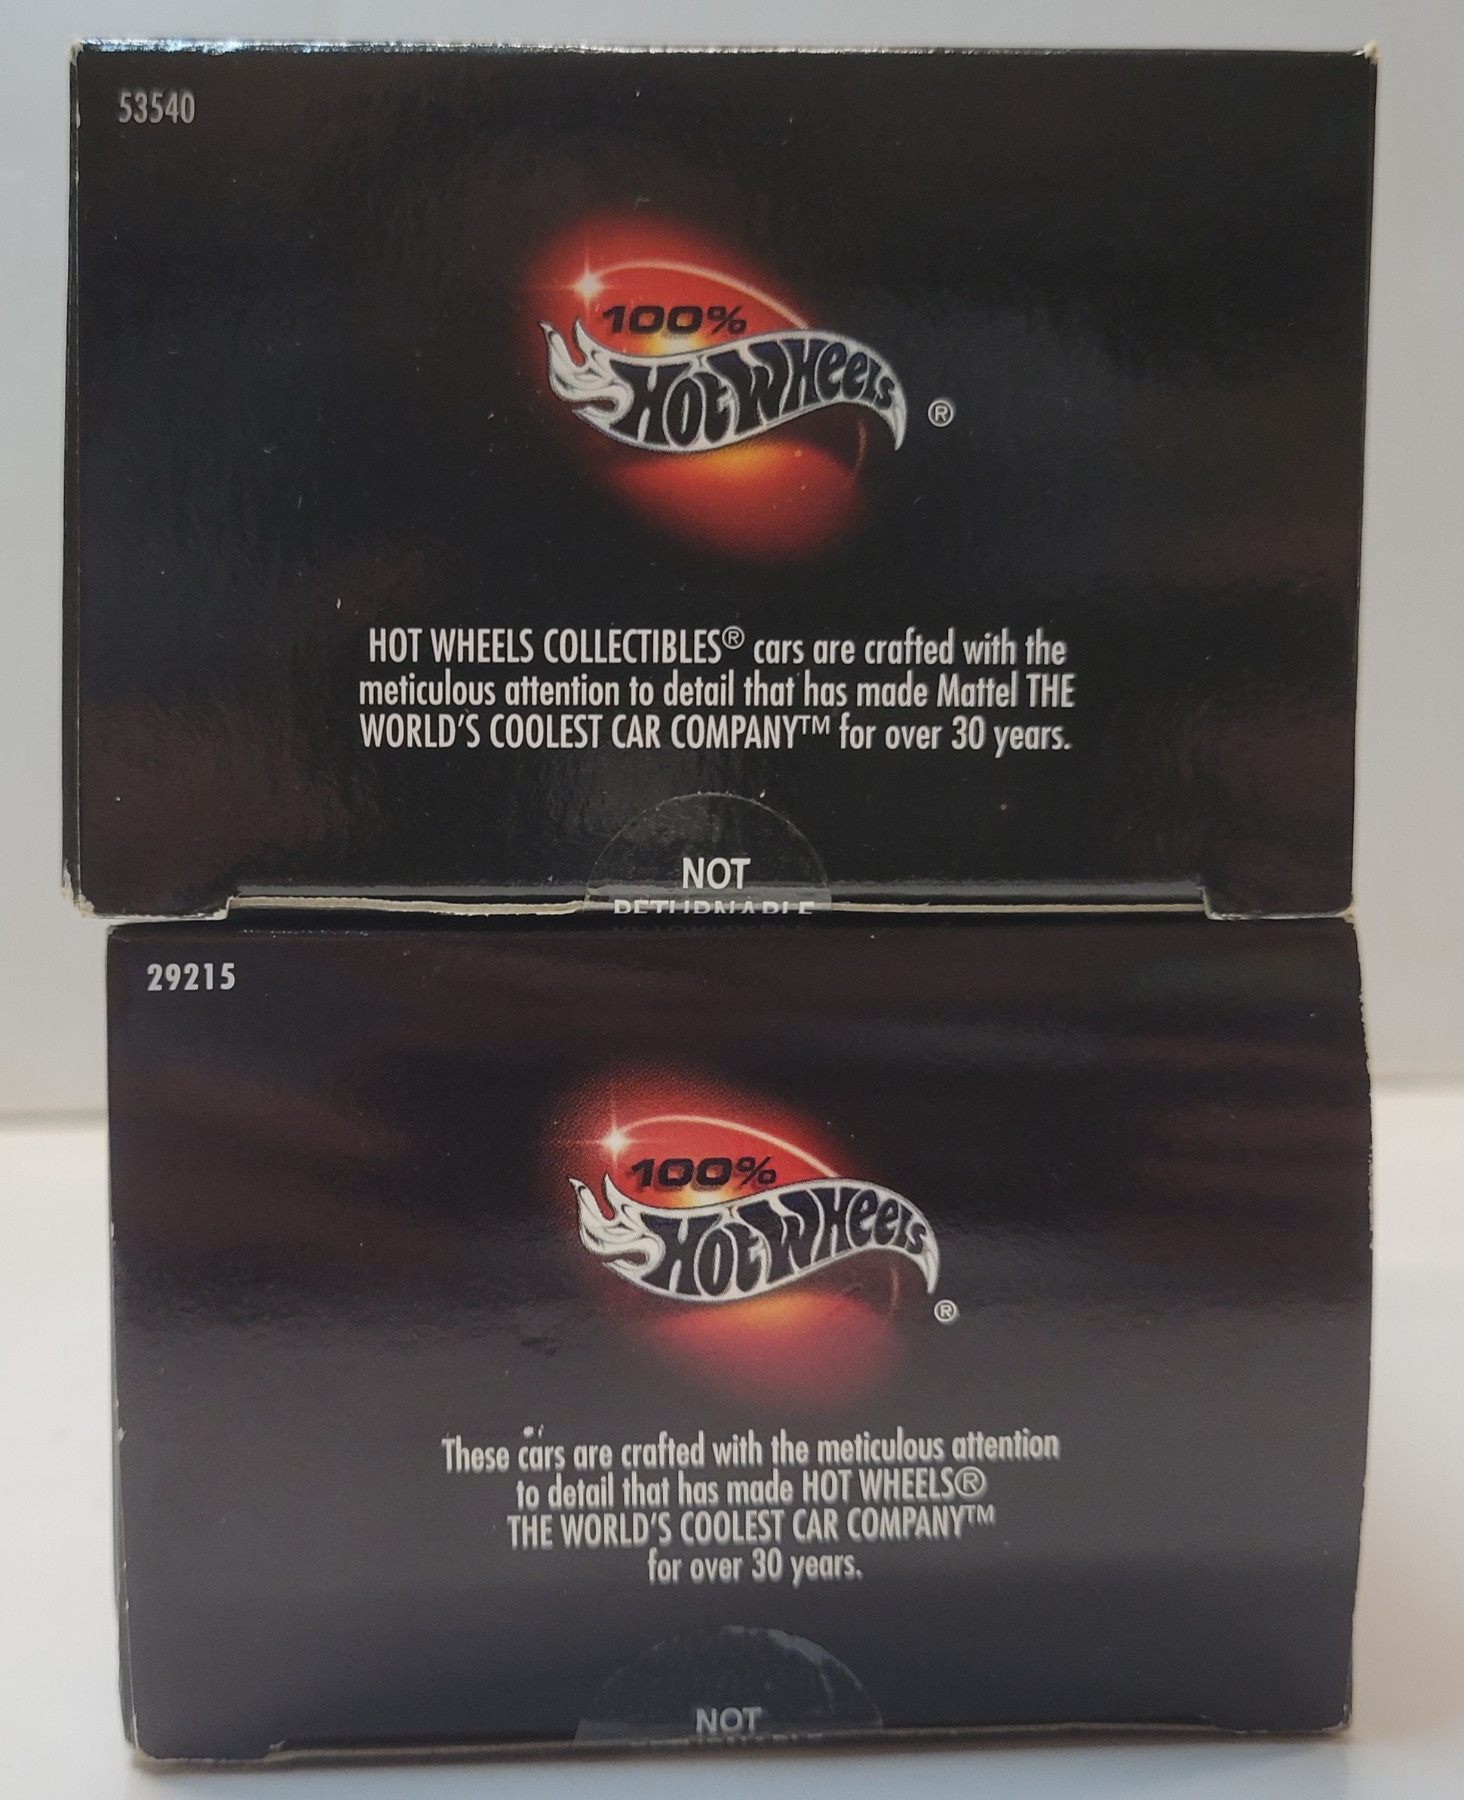 53540
100%
Hot Wheels ®
HOT WHEELS COLLECTIBLES® cars are crafted with the
meticulous attention to detail that has made Mattel THE
WORLD'S COOLEST CAR COMPANY™ for over 30 years.
NOT
RETURNABLE
29215
100%
Hot Wheels
®
These cars are crafted with the meticulous attention
to detail that has made HOT WHEELS®
THE WORLD'S COOLEST CAR COMPANY™
for over 30 years.
NOT